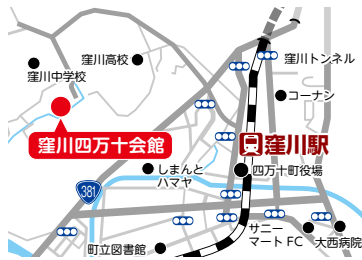 窪川高校
窪川トンネル
窪川中学校
コーナン
窪川四万十会館
窪川駅
しまんと
ハマヤ
四万十町役場
381
サニー
マートFC
町立図書館
大西病院